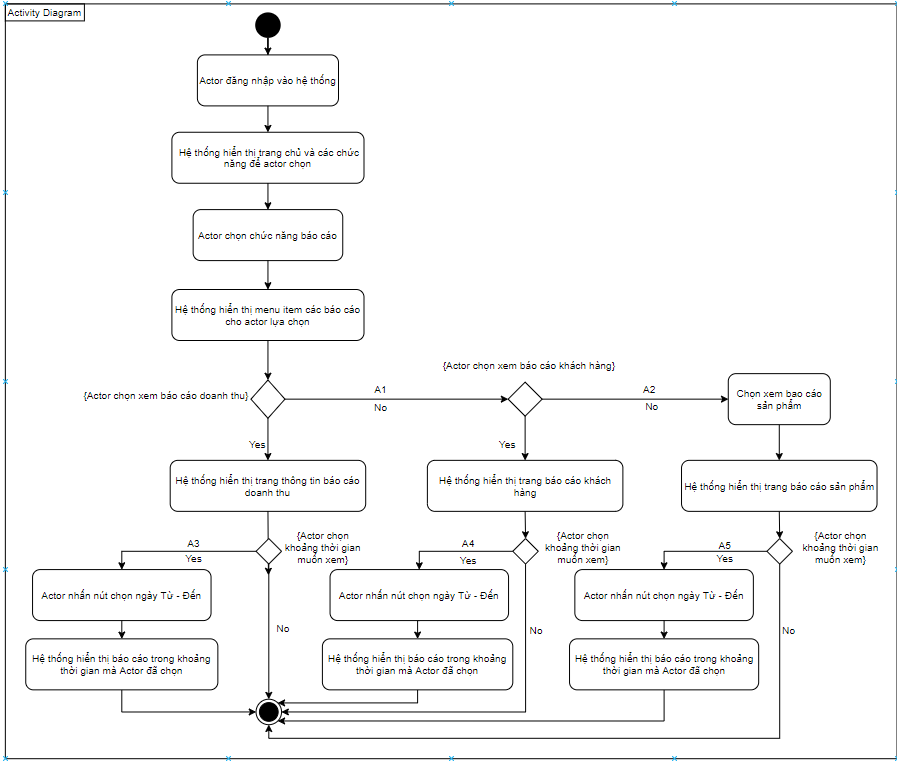 Activity Diagram
Actor đăng nhập vào hệ thống
Hệ thống hiển thị trang chủ và các chức
năng để actor chọn
Actor chọn chức năng báo cáo
Hệ thống hiển thị menu item các báo cáo
cho actor lựa chọn
{Actor chọn xem báo cáo doanh thu}
A1
No
{Actor chọn xem báo cáo khách hàng}
A2
No
Chọn xem bao cáo
sản phẩm
Yes
Yes
Hệ thống hiển thị trang thông tin báo cáo
doanh thu
Hệ thống hiển thị trang báo cáo khách
hàng
Hệ thống hiển thị trang báo cáo sản phẩm
A3
Yes
{Actor chọn
khoảng thời gian
muốn xem}
A4
Yes
{Actor chọn
khoảng thời gian
muốn xem}
A5
Yes
{Actor chọn
khoảng thời gian
muốn xem}
Actor nhấn nút chọn ngày Từ - Đến
Actor nhấn nút chọn ngày Từ - Đến
Actor nhấn nút chọn ngày Từ - Đến
No
No
No
Hệ thống hiển thị báo cáo trong khoảng
thời gian mà Actor đã chọn
Hệ thống hiển thị báo cáo trong khoảng
thời gian mà Actor đã chọn
Hệ thống hiển thị báo cáo trong khoảng
thời gian mà Actor đã chọn